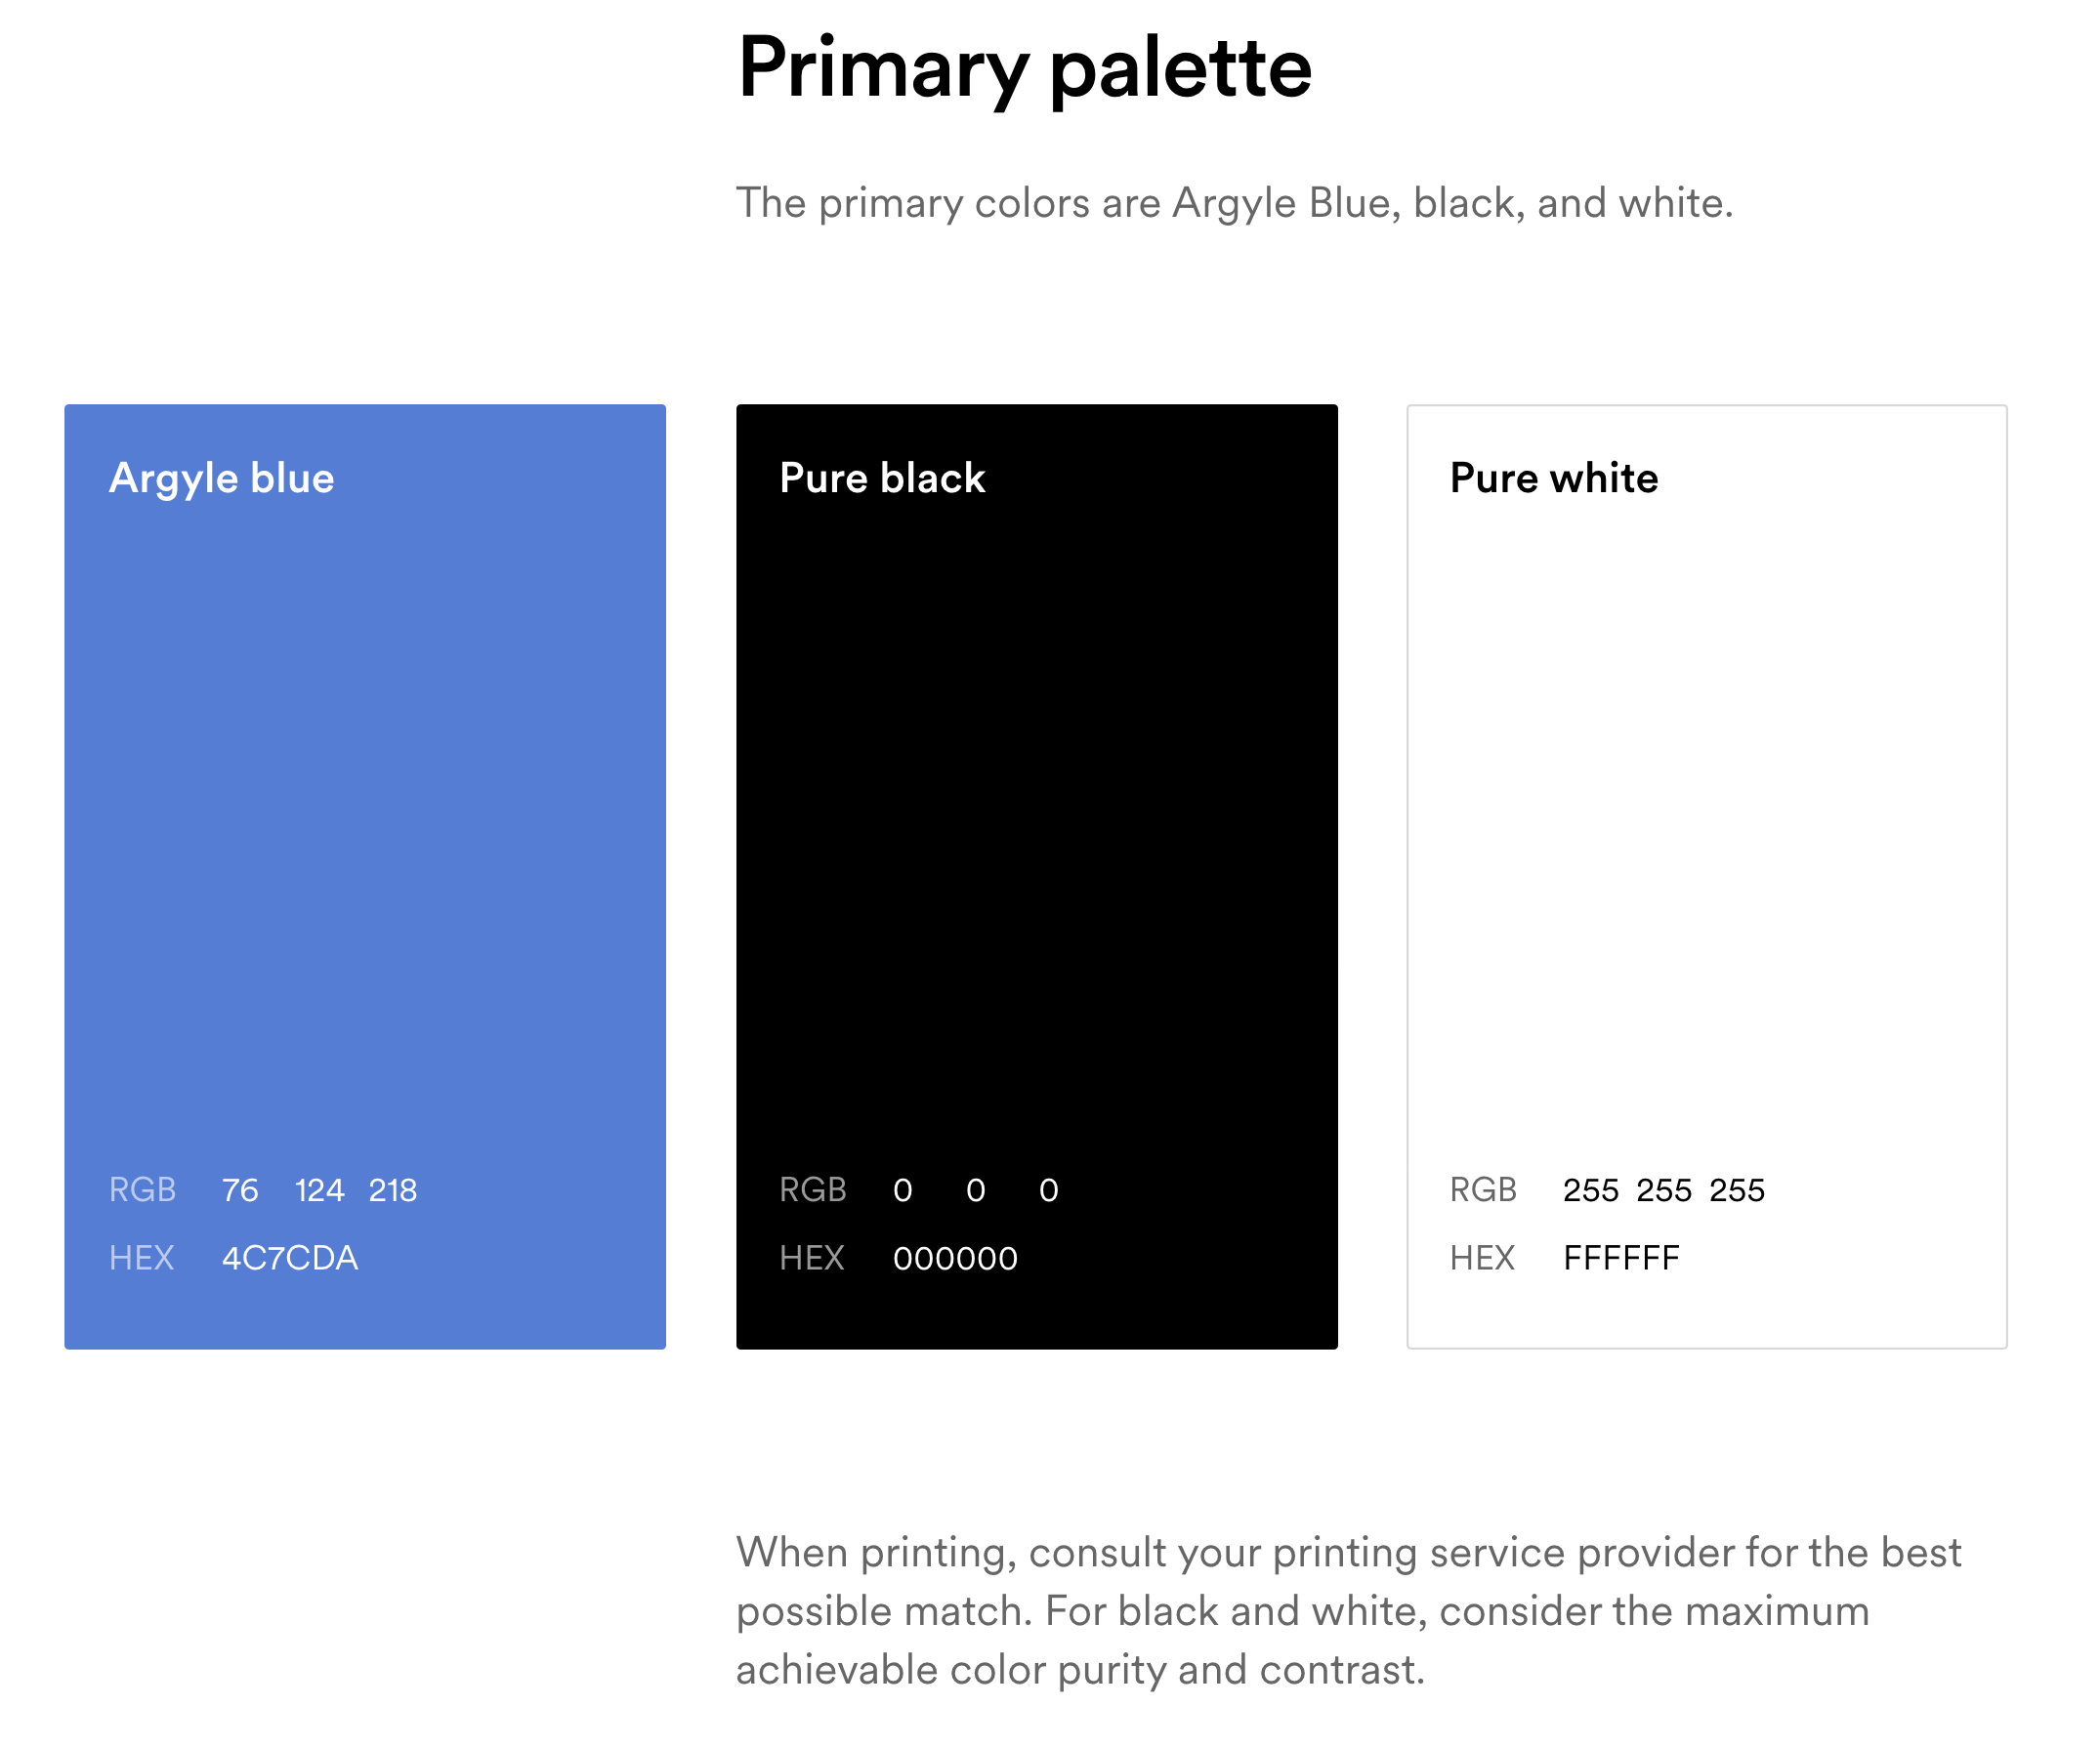 Primary palette
The primary colors are Argyle Blue, black, and white.
Argyle blue
RGB 76 124 218
HEX 4C7CDA
Pure black
RGB 0 0 0
HEX 000000
Pure white
RGB 255 255 255
HEX FFFFFF
When printing, consult your printing service provider for the best
possible match. For black and white, consider the maximum
achievable color purity and contrast.